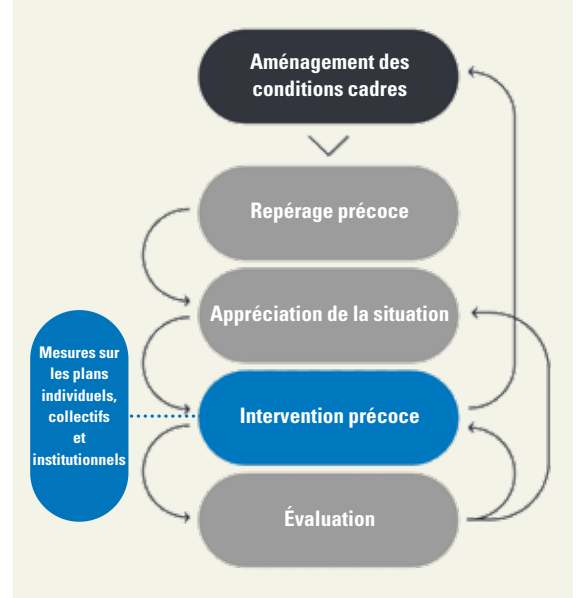 Aménagement des
conditions cadres
Repérage précoce
Appréciation de la situation
Mesures sur
les plans
individuels,
collectifs
et
institutionnels
Intervention précoce
Évaluation